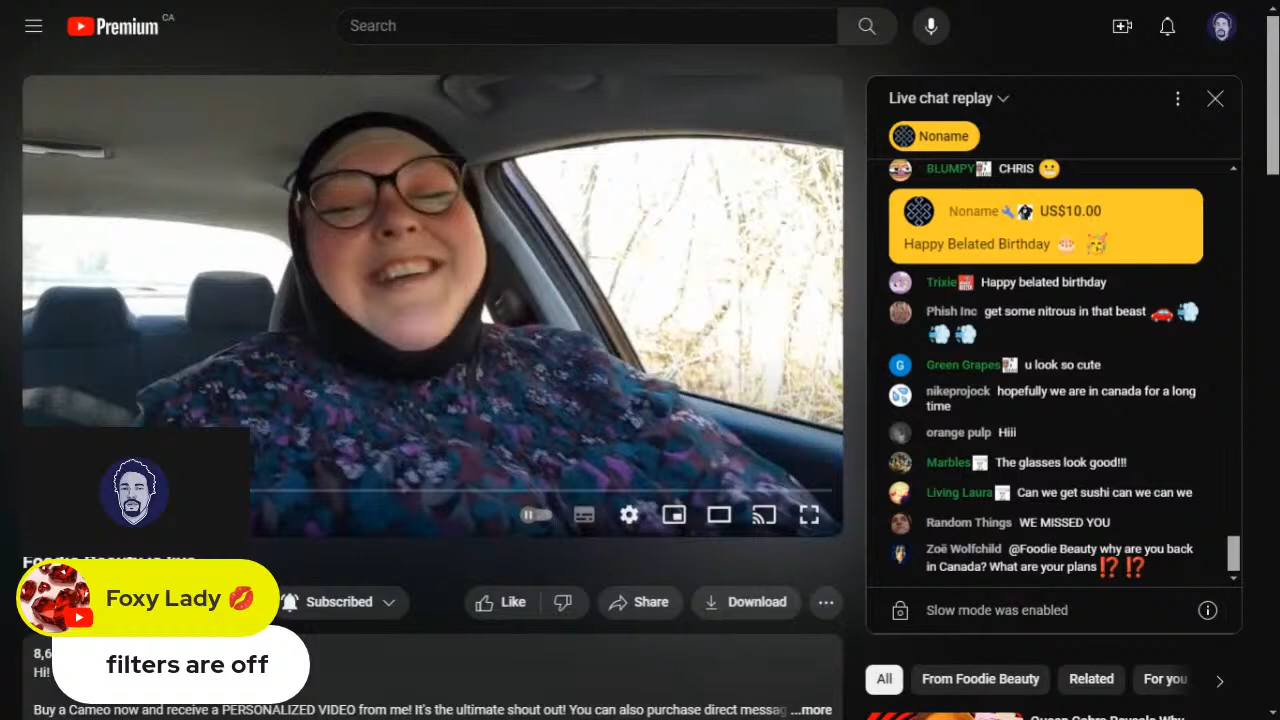 Premium CA
Search
Live chat replay
Noname
BLUMPY CHRIS
Noname US$10.00
Happy Belated Birthday
Trixie Happy belated birthday
Phish Inc get some nitrous in that beast
Green Grapes u look so cute
nikeprojock hopefully we are in canada for a long
time
orange pulp Hiii
Marbles The glasses look good!!!
Living Laura Can we get sushi can we can we
Random Things WE MISSED YOU
Zoë Wolfchild @Foodie Beauty why are you back
in Canada? What are your plans
Slow mode was enabled
Foxy Lady
filters are off
Subscribed
Like
Share
Download
8,6
Hi!
Buy a Cameo now and receive a PERSONALIZED VIDEO from me! It's the ultimate shout out! You can also purchase direct messag ...more
All
From Foodie Beauty
Related
For you